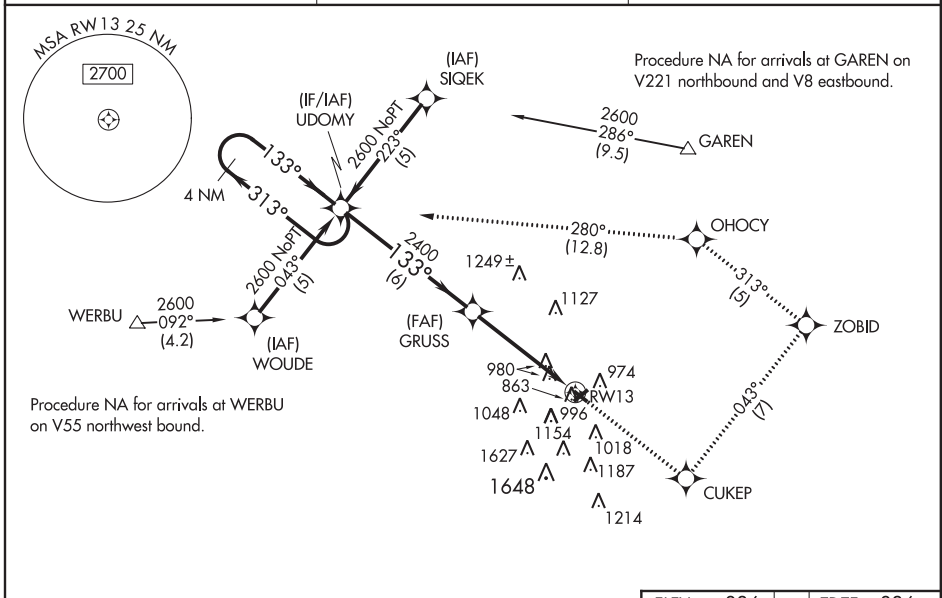 MSA RW13 25 NM
2700
(IAF)
SIQEK
Procedure NA for arrivals at GAREN on
V221 northbound and V8 eastbound.
(IF/IAF)
UDOMY
2600 NoPT
223°
(5)
2600
286°
(9.5)
GAREN
133°
4 NM
313°
OHOCY
280°
(12.8)
2600 NoPT
043°
(5)
2400
133°
(6)
1249±
313°
(5)
1127
WERBU
2600
092°
(4.2)
(IAF)
WOUDE
(FAF)
GRUSS
ZOBID
980
974
863
RW13
Procedure NA for arrivals at WERBU
on V55 northwest bound.
1048
996
043°
(7)
1154
1018
1627
1187
1648
CUKEP
1214